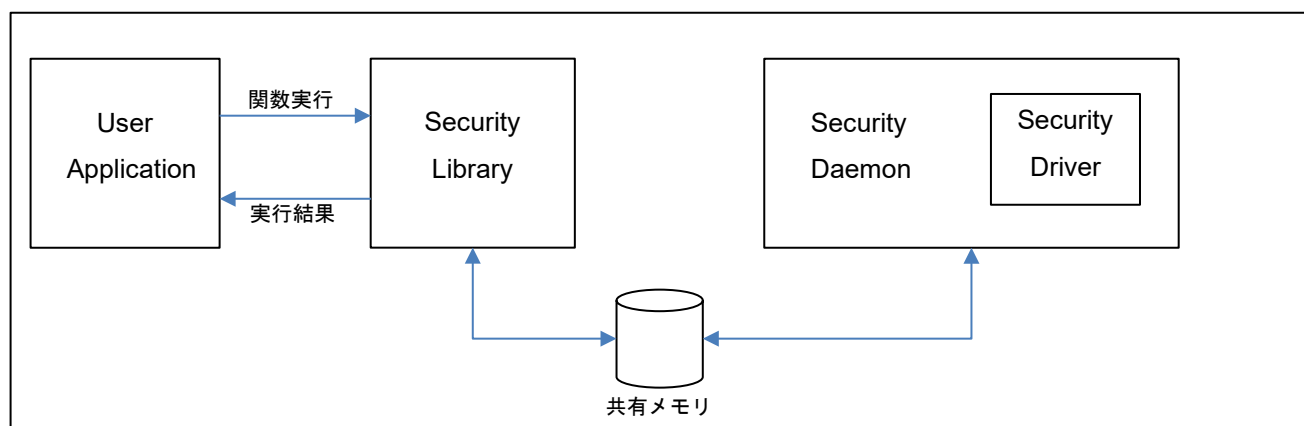 User
Application
関数実行
実行結果
Security
Library
Security
Daemon
Security
Driver
共有メモリ